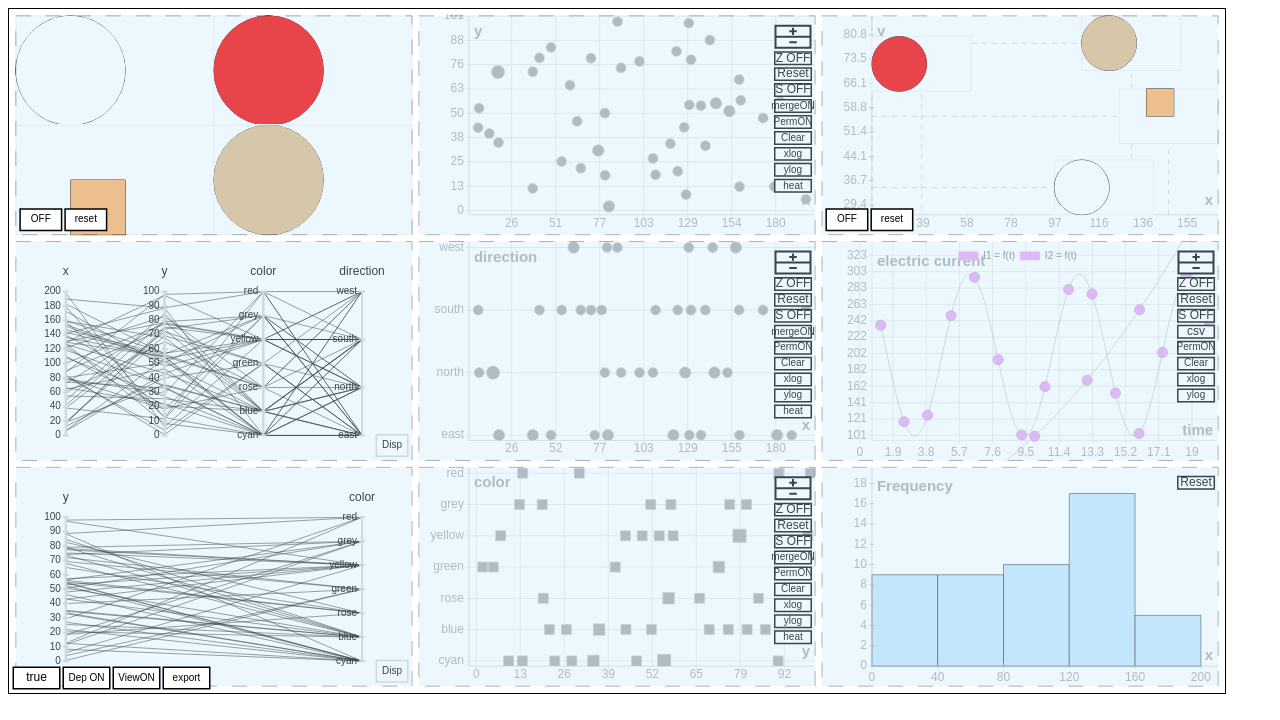 OFF reset
y
101
88
76
63
50
38
25
13
0
26 51 77 102 129 154 180
x
+
−
Z OFF
Reset
S OFF
mergeON
PermON
Clear
xlog
ylog
heat
y
80.8
73.5
66.1
58.8
51.4
44.1
36.7
29.4
39 58 78 97 116 136 155
x
OFF reset
x y color direction
200
180
160
140
120
100
80
60
40
20
0
100
90
80
70
60
50
40
30
20
10
0
red
grey
yellow
green
rose
blue
cyan
west
south
north
east
Disp
direction
west
south
north
east
26 52 77 103 129 155 180
x
+
−
Z OFF
Reset
S OFF
mergeON
PermON
Clear
xlog
ylog
heat
electric current
I1 = f(t) I2 = f(t)
323
303
283
263
242
222
202
182
162
141
121
101
0 1.9 3.8 5.7 7.6 9.5 11.4 13.3 15.2 17.1 19
time
+
−
Z OFF
Reset
S OFF
csv
PermON
Clear
xlog
ylog
y color
100
90
80
70
60
50
40
30
20
10
0
red
grey
yellow
green
rose
blue
cyan
Disp
true Dep ON ViewON export
color
red
grey
yellow
green
rose
blue
cyan
0 13 26 39 52 65 79 92
y
+
−
Z OFF
Reset
S OFF
mergeON
PermON
Clear
xlog
ylog
heat
Frequency
Reset
18
16
14
12
10
8
6
4
2
0
0 40 80 120 160 200
x